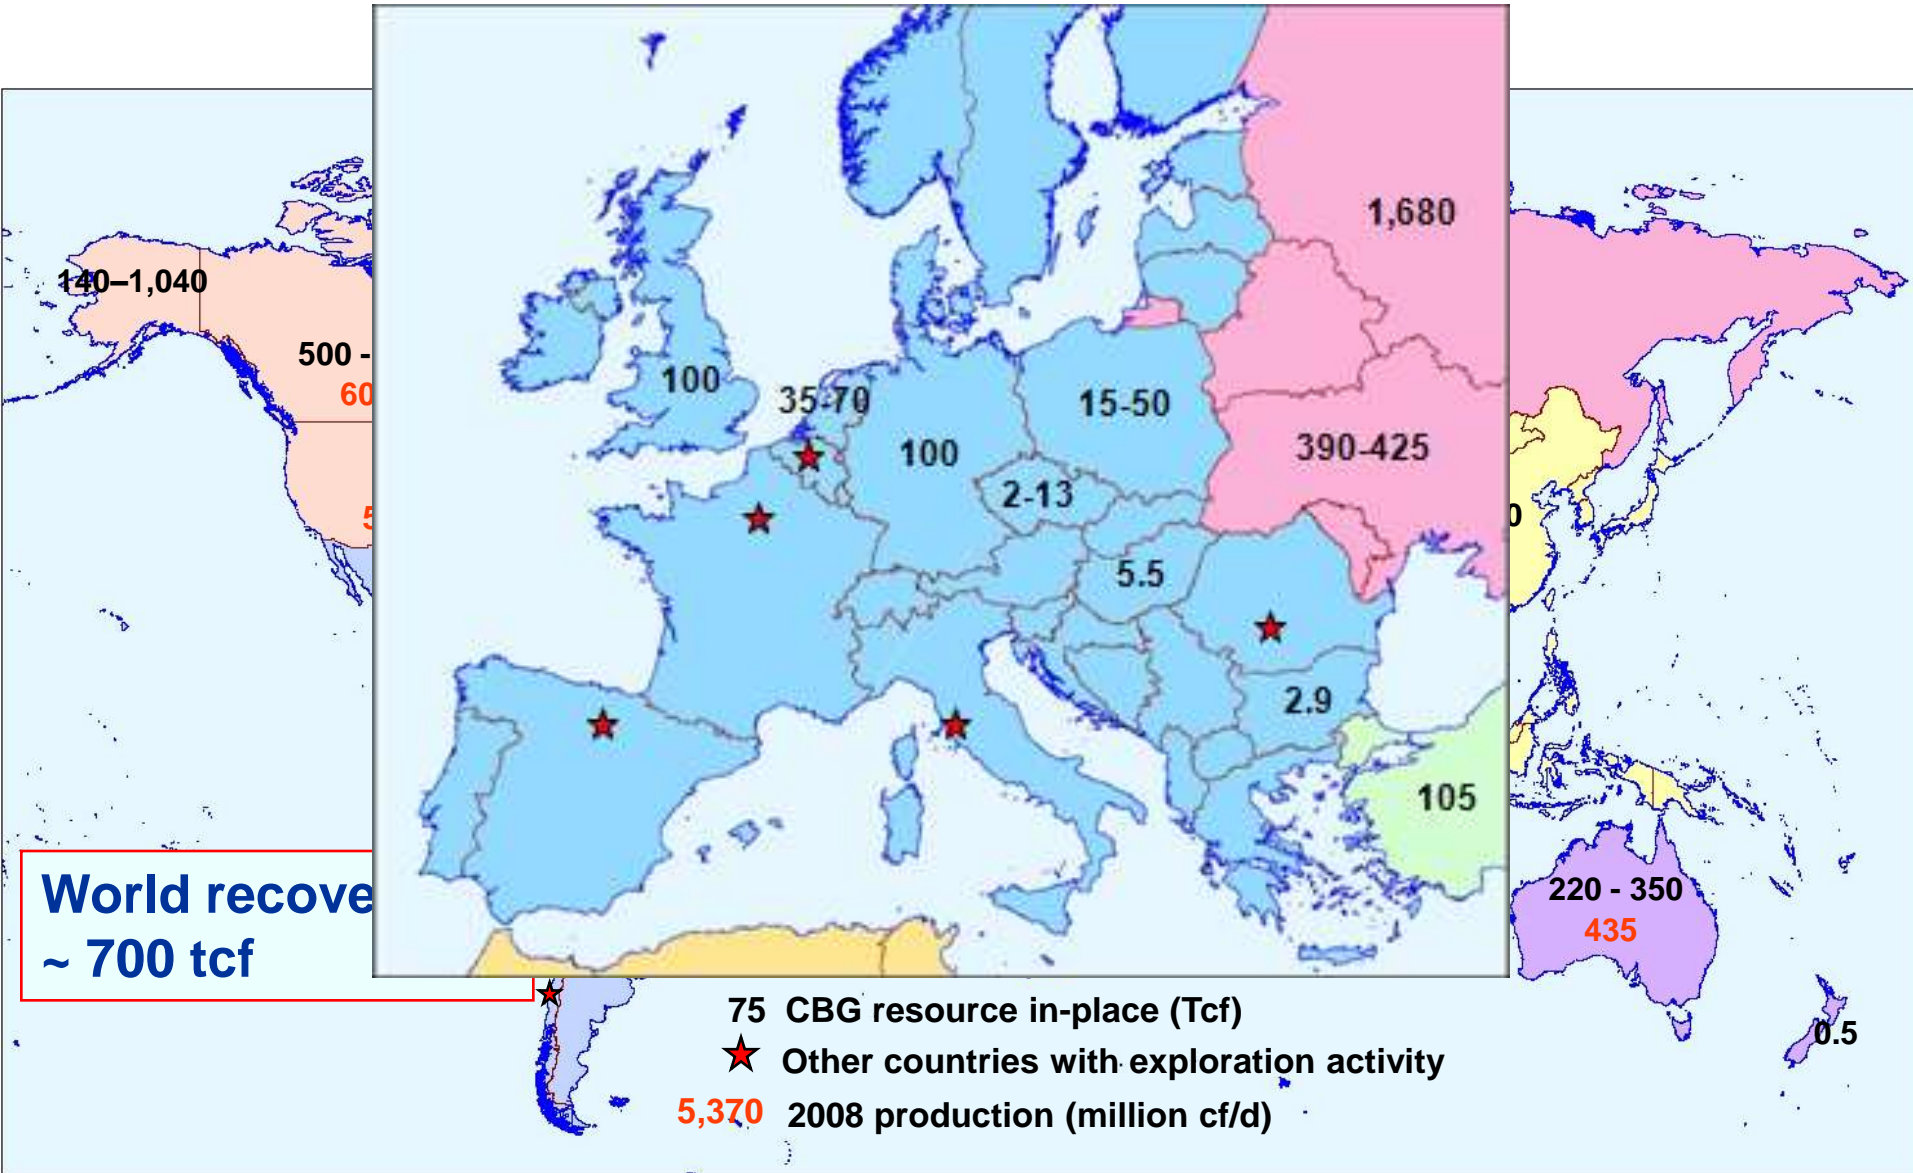 1,680
140–1,040
500 -
60
100
35-70
15-50
100
390-425
2-13
5
0
5.5
2.9
105
World recove
~ 700 tcf
220 - 350
435
75 CBG resource in-place (Tcf)
0.5
Other countries with exploration activity
5,370 2008 production (million cf/d)